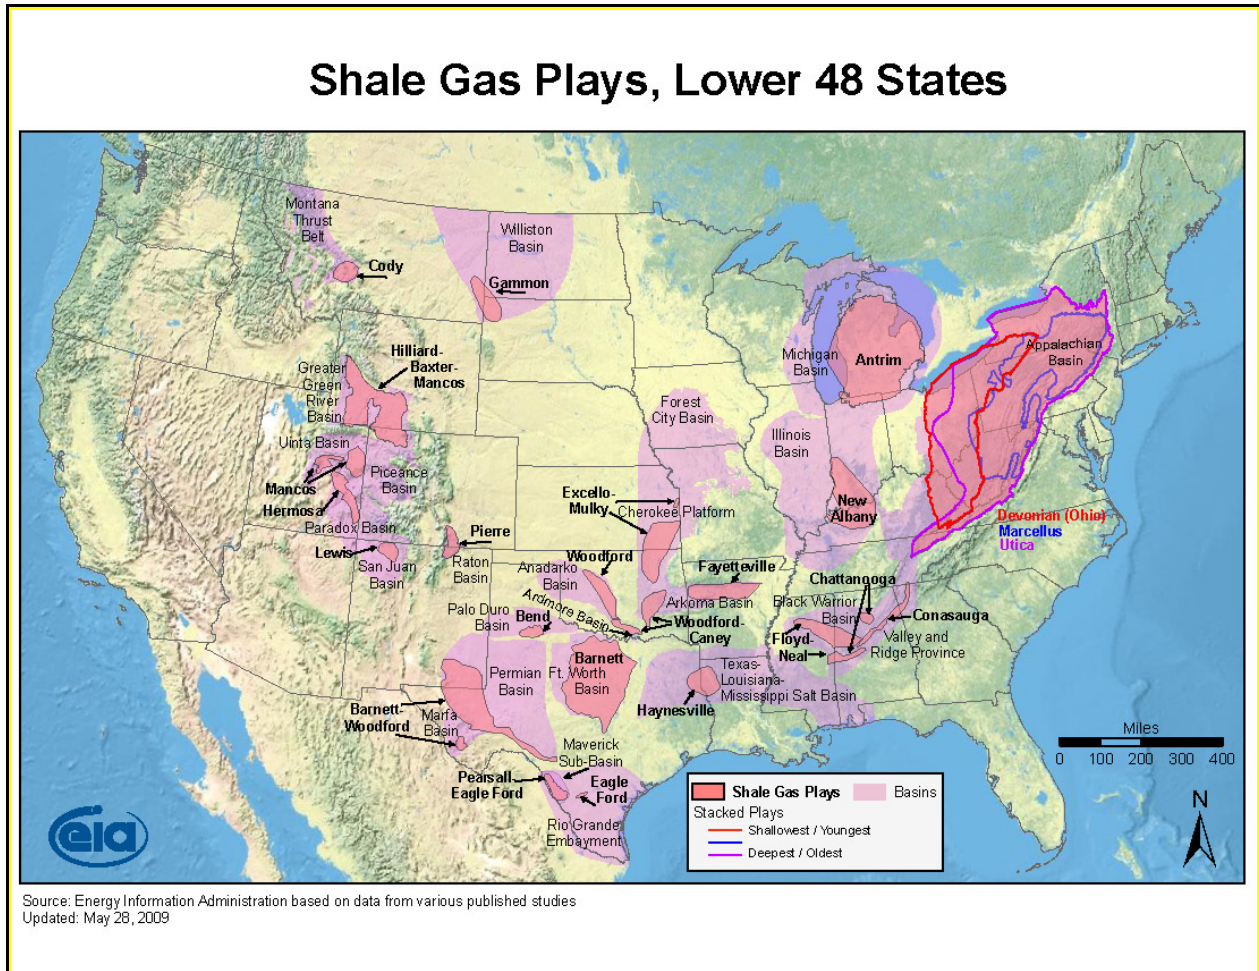 Shale Gas Plays, Lower 48 States
Montana
Thrust
Belt
Cody
Williston
Basin
Gammon
Hilliard-
Baxter-
Mancos
Greater
Green
River
Basin
Uinta Basin
Piceance
Basin
Mancos
Hermosa
Paradox Basin
Lewis
San Juan
Basin
Pierre
Raton
Basin
Michigan
Basin
Antrim
Appalachian
Basin
Forest
City Basin
Illinois
Basin
New
Albany
Excello-
Mulky
Cherokee Platform
Devonian (Ohio)
Marcellus
Utica
Woodford
Anadarko
Basin
Fayetteville
Arkoma Basin
Chattanooga
Black Warrior
Basin
Conasauga
Floyd-
Neal
Valley and
Ridge Province
Palo Duro
Basin
Bend
Ardmore Basin
Woodford-
Caney
Permian
Basin
Ft. Worth
Basin
Barnett
Texas-
Louisiana-
Mississippi Salt Basin
Haynesville
Barnett-
Woodford
Marfa
Basin
Maverick
Sub-Basin
Pearsall-
Eagle Ford
Eagle
Ford
Rio Grande
Embayment
Miles
0 100 200 300 400
N
Shale Gas Plays
Basins
Stacked Plays
Shallowest / Youngest
Deepest / Oldest
eia
Source: Energy Information Administration based on data from various published studies
Updated: May 28, 2009